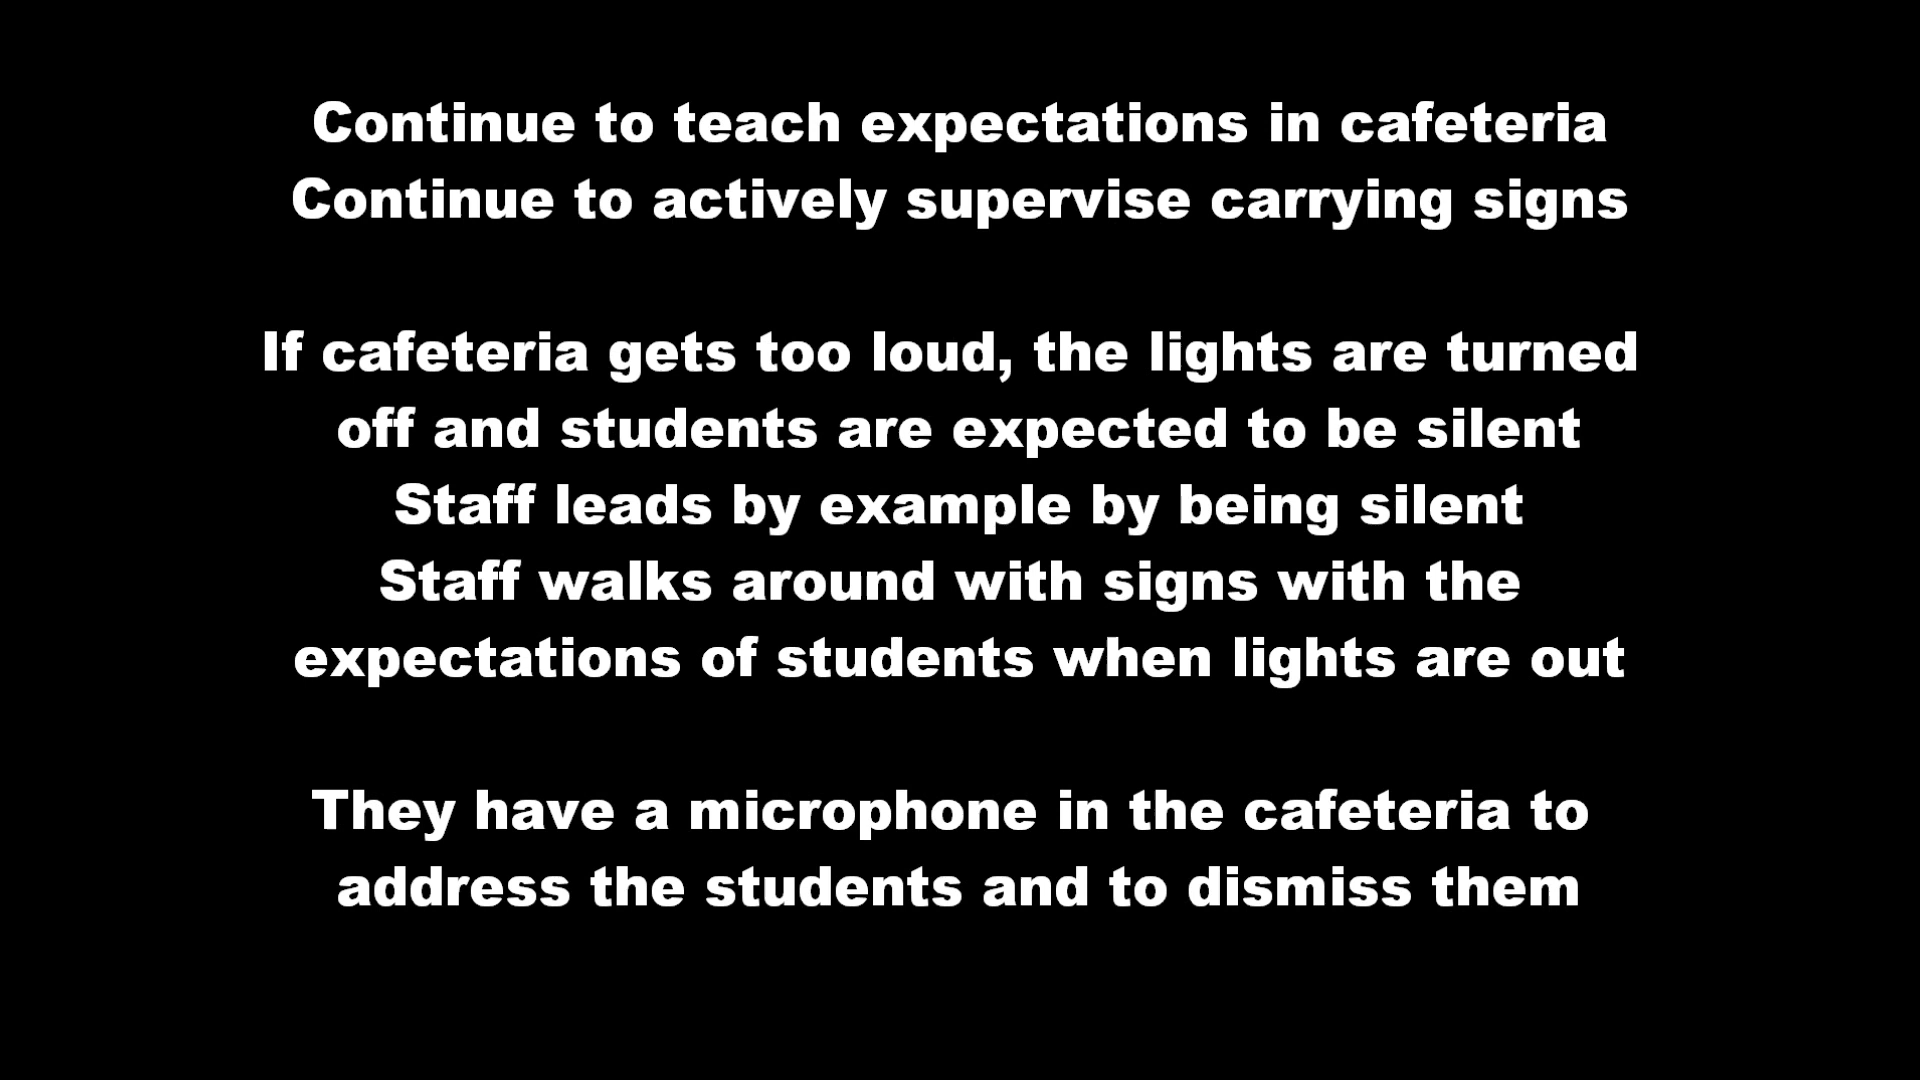 Continue to teach expectations in cafeteria
Continue to actively supervise carrying signs
If cafeteria gets too loud, the lights are turned
off and students are expected to be silent
Staff leads by example by being silent
Staff walks around with signs with the
expectations of students when lights are out
They have a microphone in the cafeteria to
address the students and to dismiss them